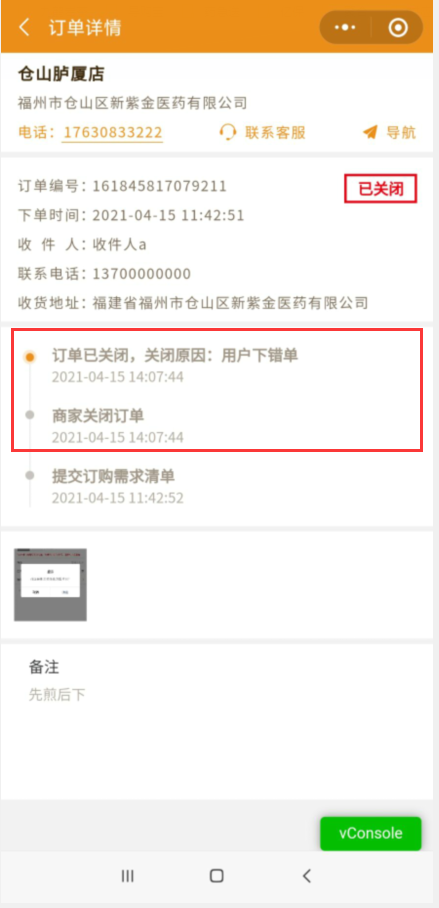 订单详情
仓山胪厦店
福州市仓山区新紫金医药有限公司
电话：17630833222 联系客服 导航
订单编号：161845817079211 已关闭
下单时间：2021-04-15 11:42:51
收 件 人：收件人a
联系电话：13700000000
收货地址：福建省福州市仓山区新紫金医药有限公司
订单已关闭，关闭原因：用户下错单
2021-04-15 14:07:44
商家关闭订单
2021-04-15 14:07:44
提交订购需求清单
2021-04-15 11:42:52
备注
先煎后下
vConsole